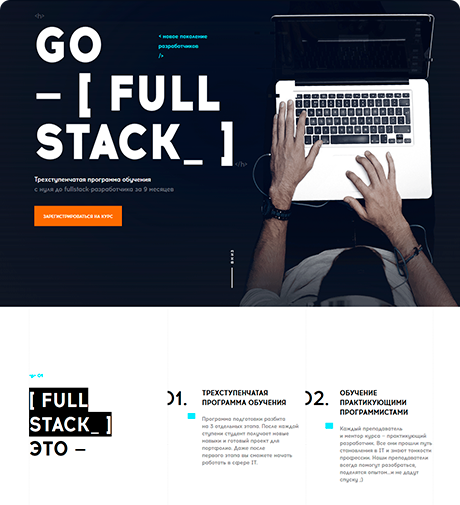 <h>
GO
– [ FULL
STACK_ ]
</h>
< новое поколение
разработчиков
/>
Трехступенчатая программа обучения
с нуля до fullstack-разработчика за 9 месяцев
ЗАРЕГИСТРИРОВАТЬСЯ НА КУРС
ВНИЗ
01
[ FULL
STACK_ ]
ЭТО –
01.
ТРЕХСТУПЕНЧАТАЯ
ПРОГРАММА ОБУЧЕНИЯ
Программа подготовки разбита
на 3 отдельных этапа. После каждой
ступени студент получает новые
навыки и готовый проект для
портфолио. Даже после
первого этапа вы сможете начать
работать в сфере IT.
02.
ОБУЧЕНИЕ
ПРАКТИКУЮЩИМИ
ПРОГРАММИСТАМИ
Каждый преподаватель
и ментор курса – практикующий
разработчик. Все они прошли путь
становления в IT и знают тонкости
профессии. Наши преподаватели
всегда помогут разобраться,
поделятся опытом...и не дадут
спуску ;)